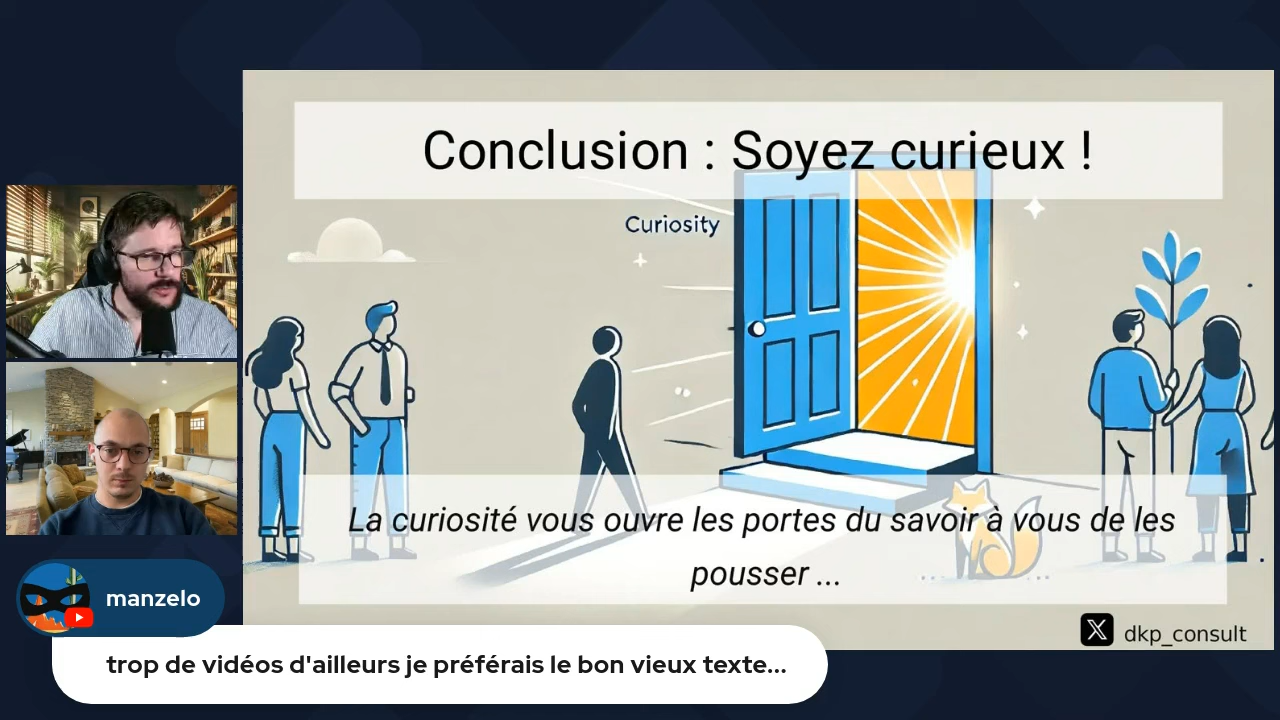 Conclusion : Soyez curieux !
Curiosity
La curiosité vous ouvre les portes du savoir à vous de les
pousser ...
dkp_consult
manzelo
trop de vidéos d'ailleurs je préférais le bon vieux texte...